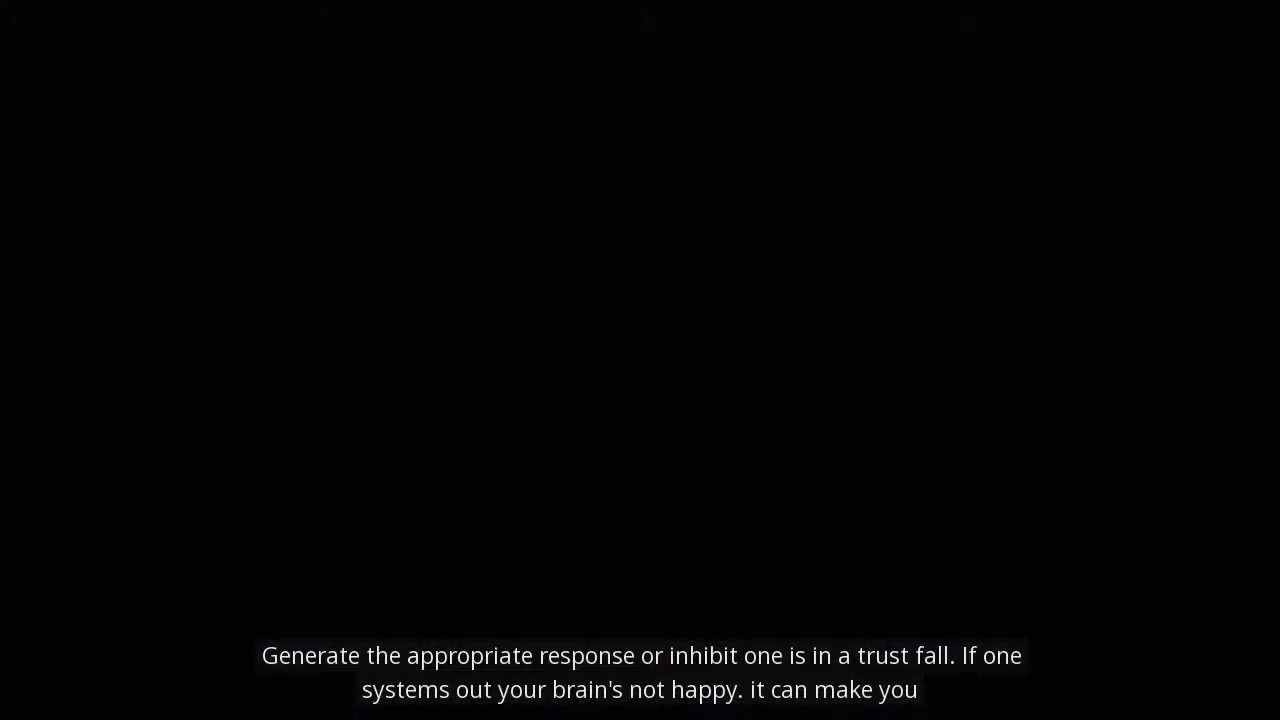 Generate the appropriate response or inhibit one is in a trust fall. If one
systems out your brain's not happy. it can make you